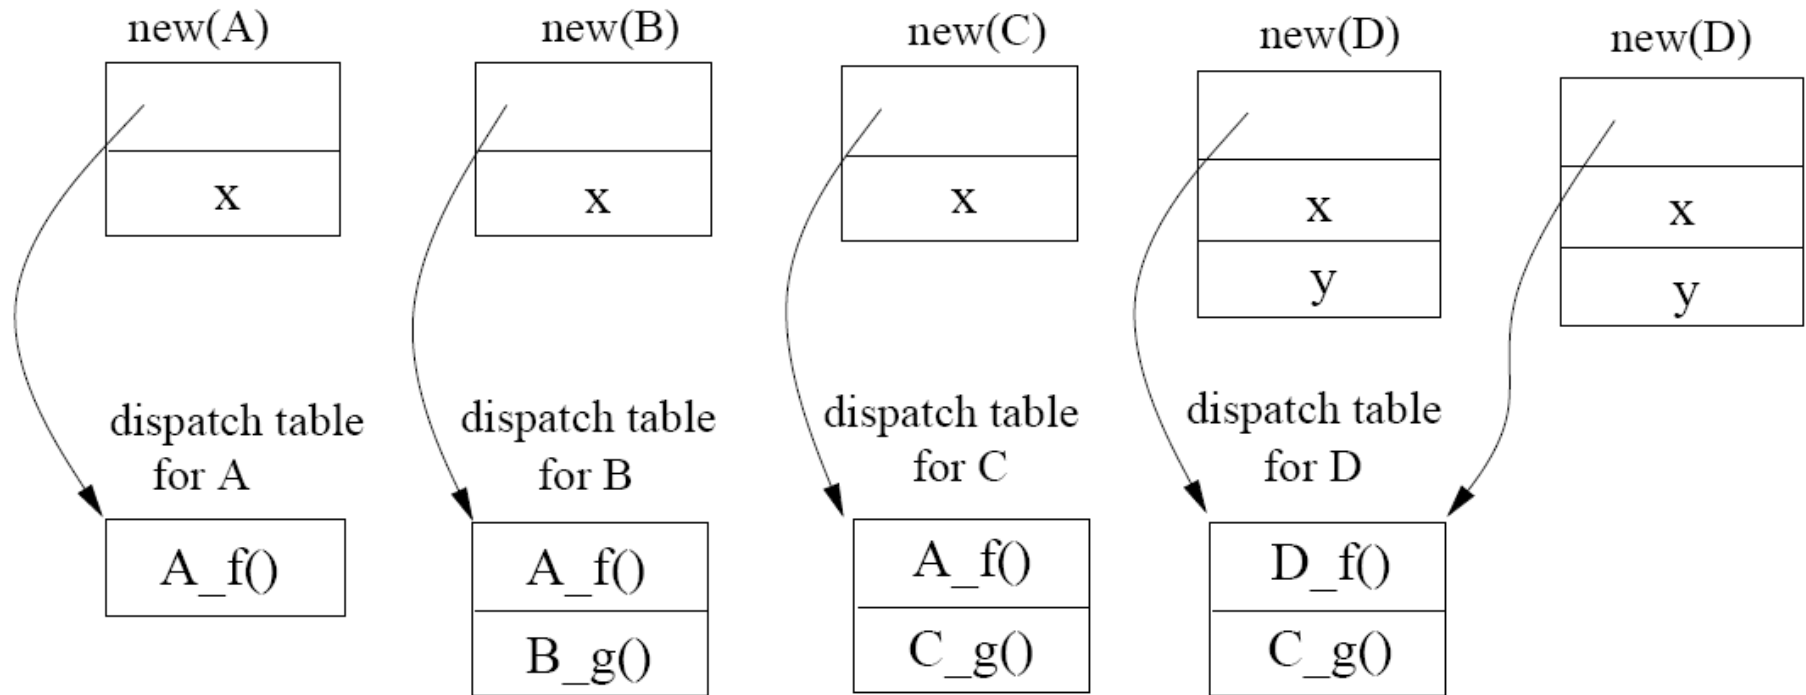 new(A)
new(B)
new(C)
new(D)
new(D)
x
x
x
x
x
y
y
dispatch table
for A
dispatch table
for B
dispatch table
for C
dispatch table
for D
A_f()
A_f()
A_f()
D_f()
B_g()
C_g()
C_g()